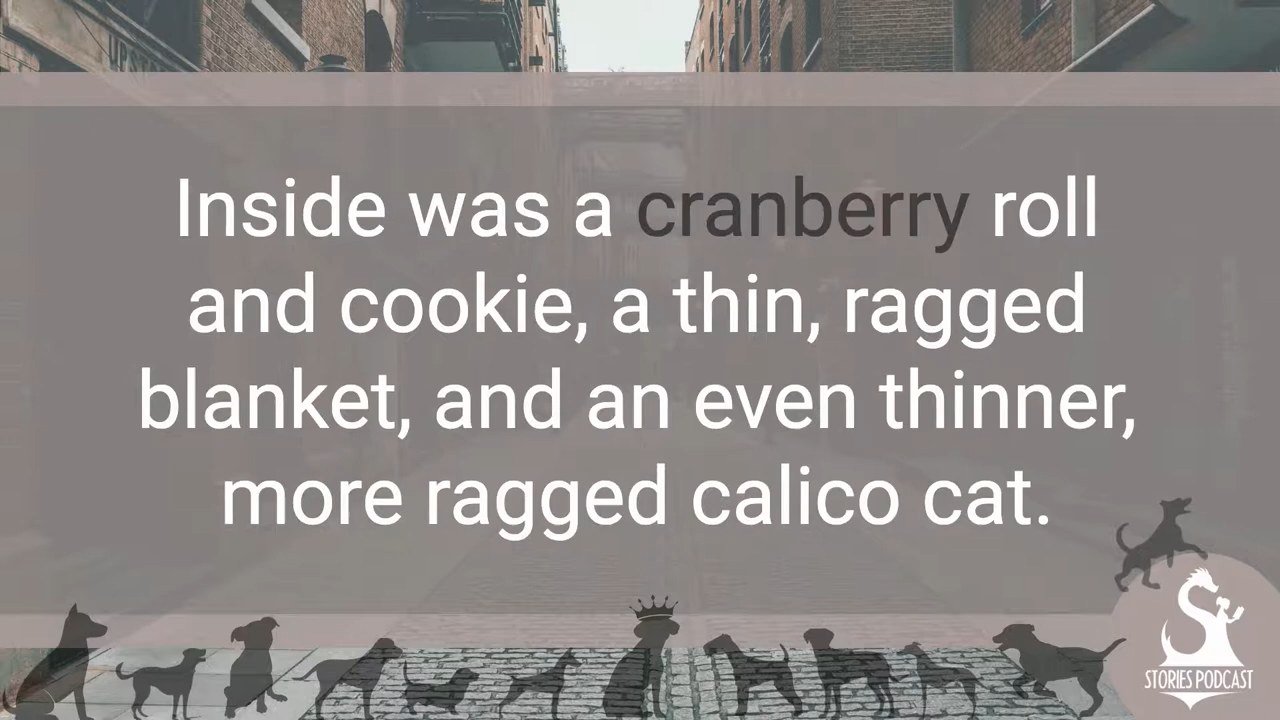 Inside was a cranberry roll
and cookie, a thin, ragged
blanket, and an even thinner,
more ragged calico cat.
STORIES PODCAST